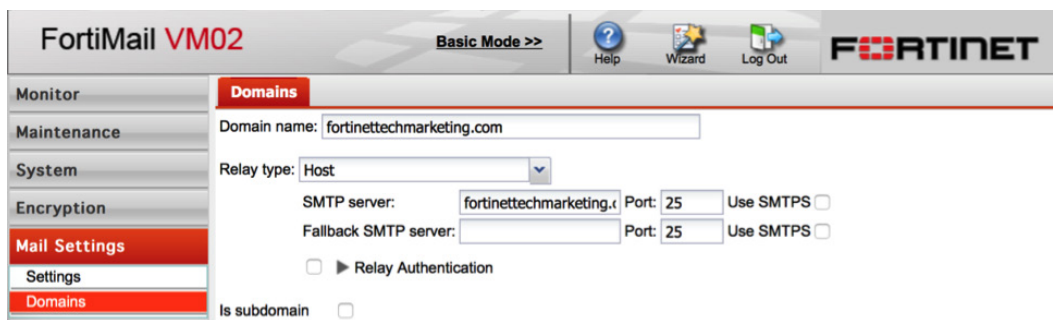 FortiMail VM02
Basic Mode >>
Help
Wizard
Log Out
FORTINET
Monitor
Maintenance
System
Encryption
Mail Settings
Settings
Domains
Domains
Domain name: fortinettechmarketing.com
Relay type: Host
SMTP server: fortinettechmarketing.c Port: 25 Use SMTPS
Fallback SMTP server: Port: 25 Use SMTPS
Relay Authentication
Is subdomain